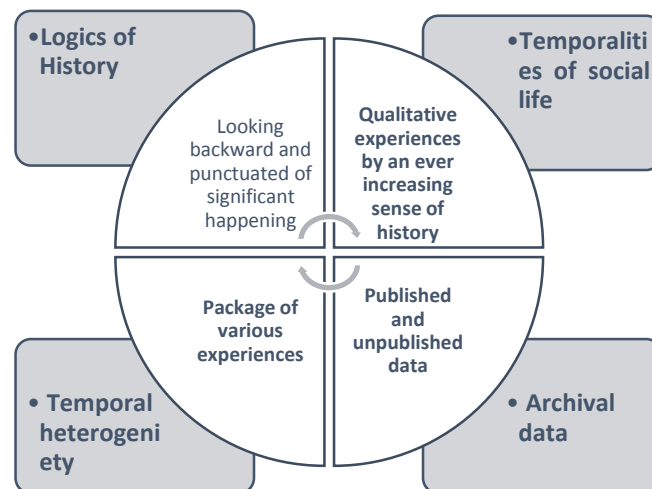 •Logics of
History
•Temporaliti
es of social
life
Looking
backward and
punctuated of
significant
happening
Qualitative
experiences
by an ever
increasing
sense of
history
Package of
various
experiences
Published
and
unpublished
data
• Temporal
heterogeni
ety
• Archival
data